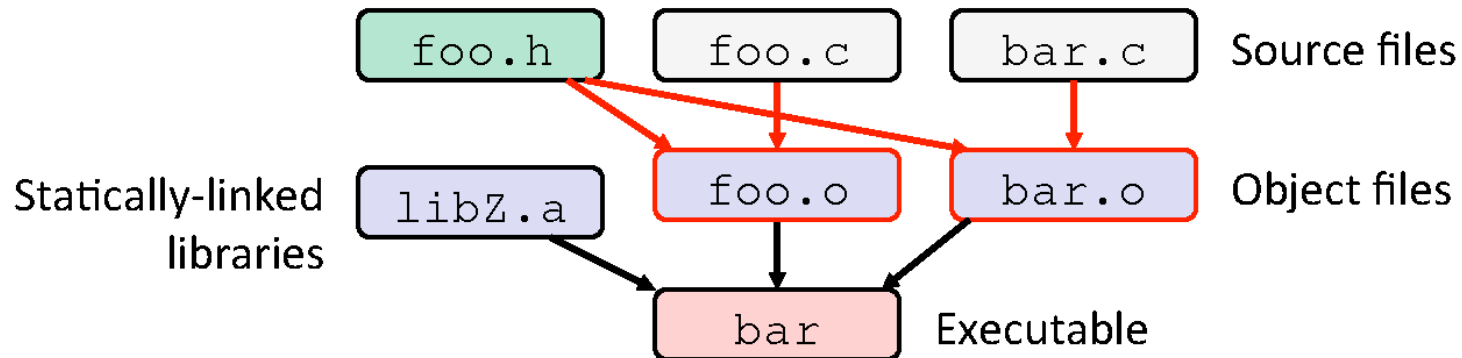 foo.h
foo.c
bar.c
Source files
Statically-linked
libraries
libZ.a
foo.o
bar.o
Object files
bar
Executable